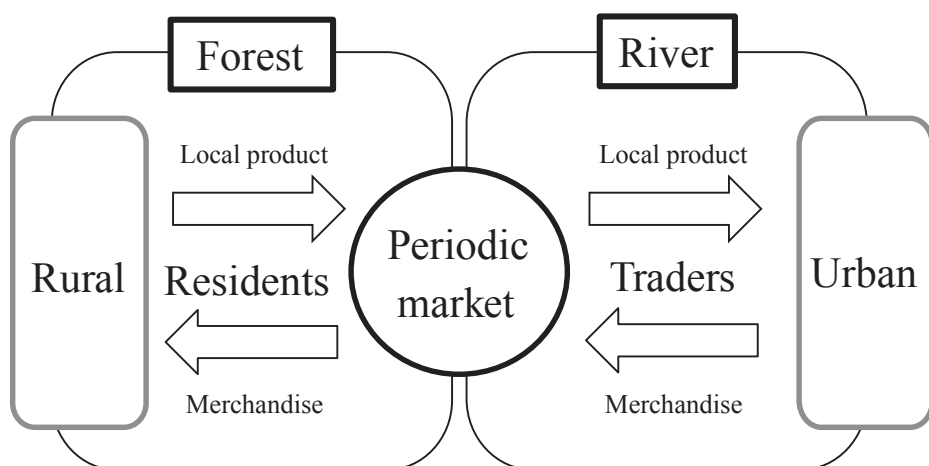 Forest
River
Local product
Local product
Rural
Residents
Periodic
market
Traders
Urban
Merchandise
Merchandise